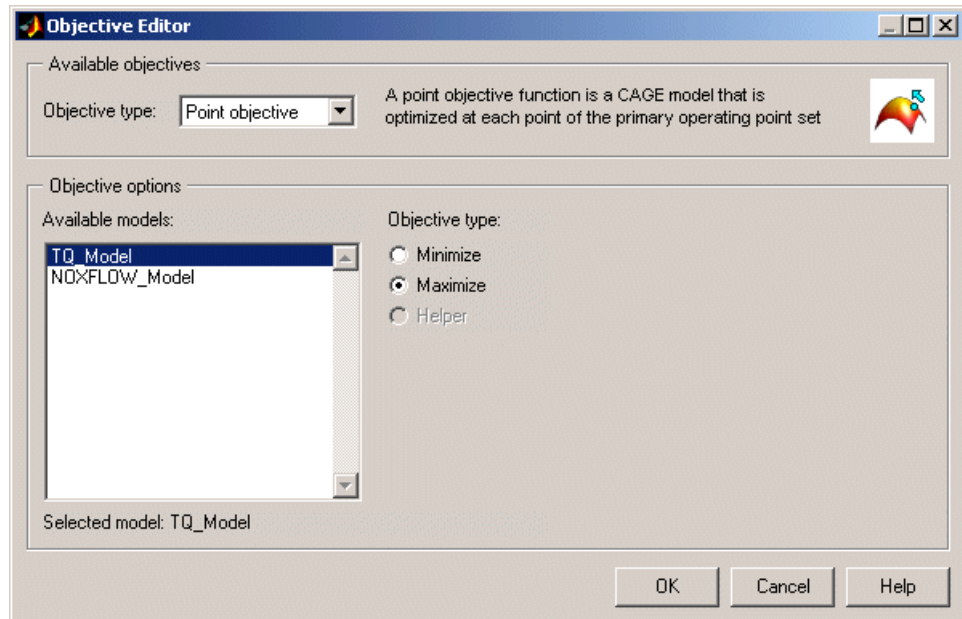 Objective Editor
Available objectives
Objective type:
Point objective
A point objective function is a CAGE model that is
optimized at each point of the primary operating point set
Objective options
Available models:
TQ_Model
NOXFLOW_Model
Selected model: TQ_Model
Objective type:
Minimize
Maximize
Helper
OK
Cancel
Help